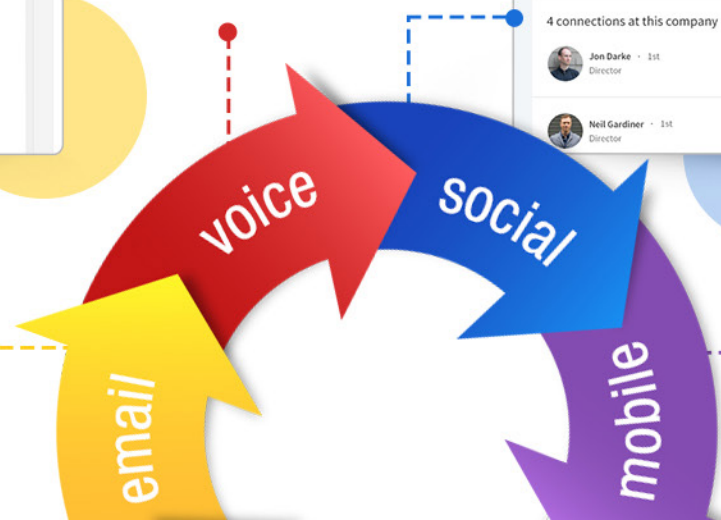 4 connections at this company
Jon Darke · 1st
Director
Neil Gardiner · 1st
Director
voice
social
email
mobile